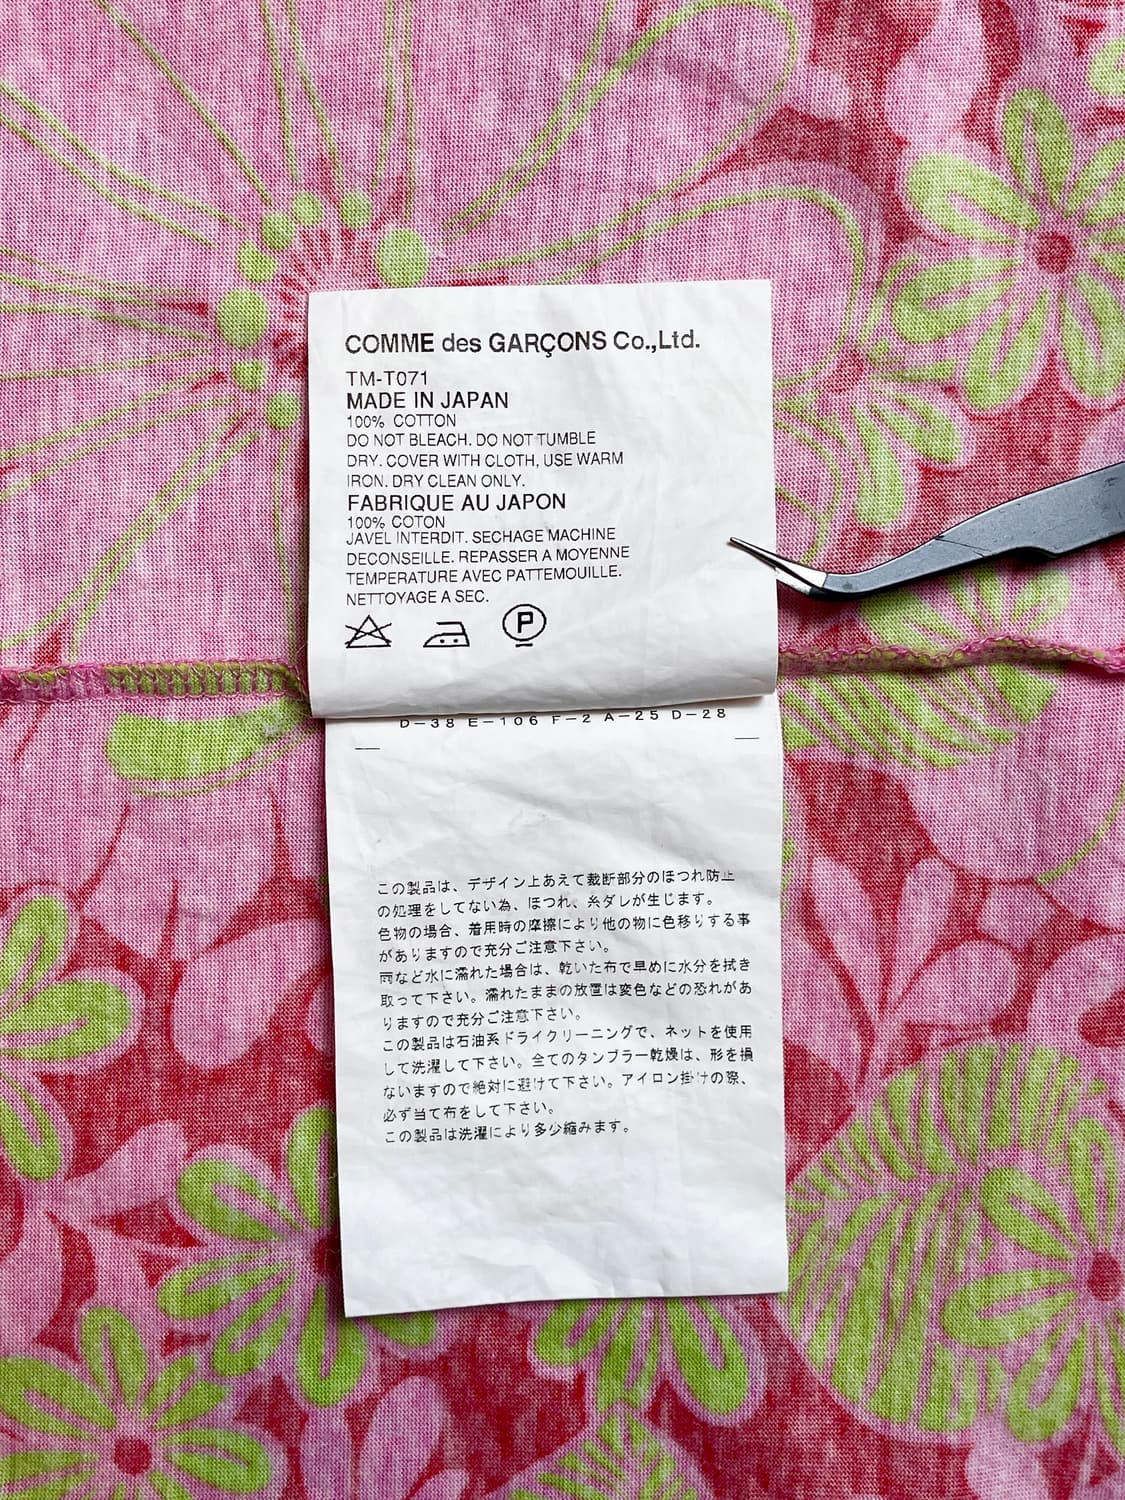 COMME des GARÇONS Co.,Ltd.
TM-T071
MADE IN JAPAN
100% COTTON
DO NOT BLEACH. DO NOT TUMBLE
DRY. COVER WITH CLOTH, USE WARM
IRON. DRY CLEAN ONLY.
FABRIQUE AU JAPON
100% COTON
JAVEL INTERDIT. SECHAGE MACHINE
DECONSEILLE. REPASSER A MOYENNE
TEMPERATURE AVEC PATTEMOUILLE.
NETTOYAGE A SEC.
P
D-38 E-106 F-2 A-25 D-28
この製品は、デザイン上あえて裁断部分のほつれ防止
の処理をしてない為、ほつれ、糸ダレが生じます。
色物の場合、着用時の摩擦により他の物に色移りする事
がありますので充分ご注意下さい。
雨など水に濡れた場合は、乾いた布で早めに水分を拭き
取って下さい。濡れたままの放置は変色などの恐れがあ
りますので充分ご注意下さい。
この製品は石油系ドライクリーニングで、ネットを使用
して洗濯して下さい。全てのタンブラー乾燥は、形を損
ないますので絶対に避けて下さい。アイロン掛けの際、
必ず当て布をして下さい。
この製品は洗濯により多少縮みます。